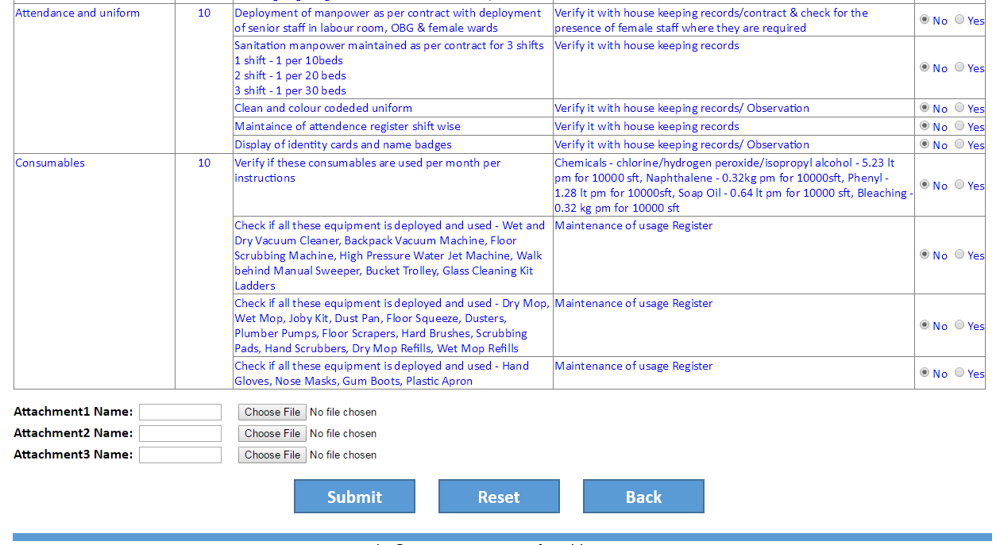 Attendance and uniform 10 Deployment of manpower as per contract with deployment Verify it with house keeping records/contract & check for the
of senior staff in labour room, OBG & female wards presence of female staff where they are required No Yes
Sanitation manpower maintained as per contract for 3 shifts Verify it with house keeping records
1 shift - 1 per 10beds
2 shift - 1 per 20 beds No Yes
3 shift - 1 per 30 beds
Clean and colour codeded uniform Verify it with house keeping records/ Observation No Yes
Maintaince of attendence register shift wise Verify it with house keeping records No Yes
Display of identity cards and name badges Verify it with house keeping records/ Observation No Yes
Consumables 10 Verify if these consumables are used per month per Chemicals - chlorine/hydrogen peroxide/isopropyl alcohol - 5.23 lt
instructions pm for 10000 sft, Naphthalene - 0.32kg pm for 10000sft, Phenyl - No Yes
1.28 lt pm for 10000sft, Soap Oil - 0.64 lt pm for 10000 sft, Bleaching -
0.32 kg pm for 10000 sft
Check if all these equipment is deployed and used - Wet and Maintenance of usage Register
Dry Vacuum Cleaner, Backpack Vacuum Machine, Floor
Scrubbing Machine, High Pressure Water Jet Machine, Walk No Yes
behind Manual Sweeper, Bucket Trolley, Glass Cleaning Kit
Ladders
Check if all these equipment is deployed and used - Dry Mop, Maintenance of usage Register
Wet Mop, Joby Kit, Dust Pan, Floor Squeeze, Dusters, No Yes
Plumber Pumps, Floor Scrapers, Hard Brushes, Scrubbing
Pads, Hand Scrubbers, Dry Mop Refills, Wet Mop Refills
Check if all these equipment is deployed and used - Hand Maintenance of usage Register No Yes
Gloves, Nose Masks, Gum Boots, Plastic Apron
Attachment1 Name: Choose File No file chosen
Attachment2 Name: Choose File No file chosen
Attachment3 Name: Choose File No file chosen
Submit Reset Back